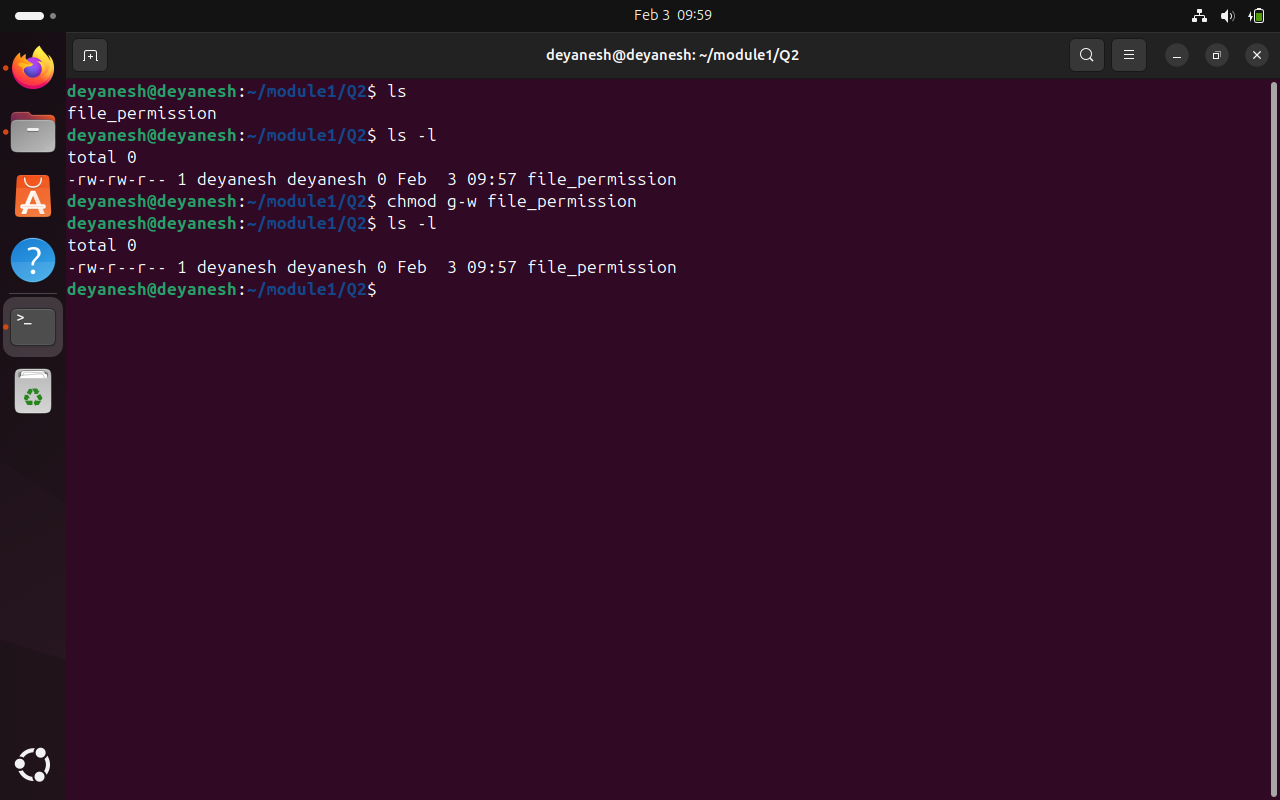 Feb 3 09:59
deyanesh@deyanesh: ~/module1/Q2
deyanesh@deyanesh:~/module1/Q2$ ls
file_permission
deyanesh@deyanesh:~/module1/Q2$ ls -l
total 0
-rw-rw-r-- 1 deyanesh deyanesh 0 Feb  3 09:57 file_permission
deyanesh@deyanesh:~/module1/Q2$ chmod g-w file_permission
deyanesh@deyanesh:~/module1/Q2$ ls -l
total 0
-rw-r--r-- 1 deyanesh deyanesh 0 Feb  3 09:57 file_permission
deyanesh@deyanesh:~/module1/Q2$